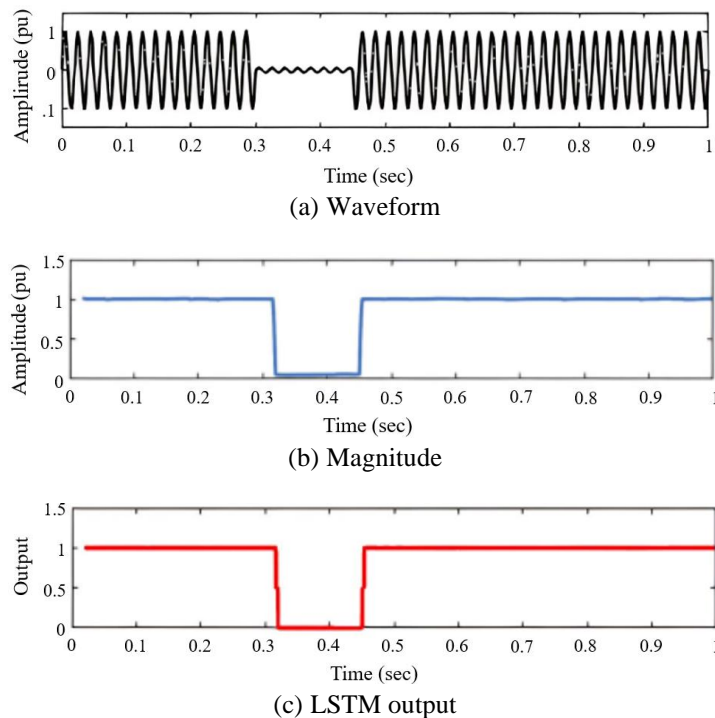 Amplirude (pu)
1
0
.1
0 0.1 0.2 0.3 0.4 0.5 0.6 0.7 0.8 0.9 1
Time (sec)
(a) Waveform
Amplitude (pu)
1.5
1
0.5
0
0 0.1 0.2 0.3 0.4 0.5 0.6 0.7 0.8 0.9 1
Time (sec)
(b) Magnitude
Output
1.5
1
0.5
0
0 0.1 0.2 0.3 0.4 0.5 0.6 0.7 0.8 0.9 1
Time (sec)
(c) LSTM output